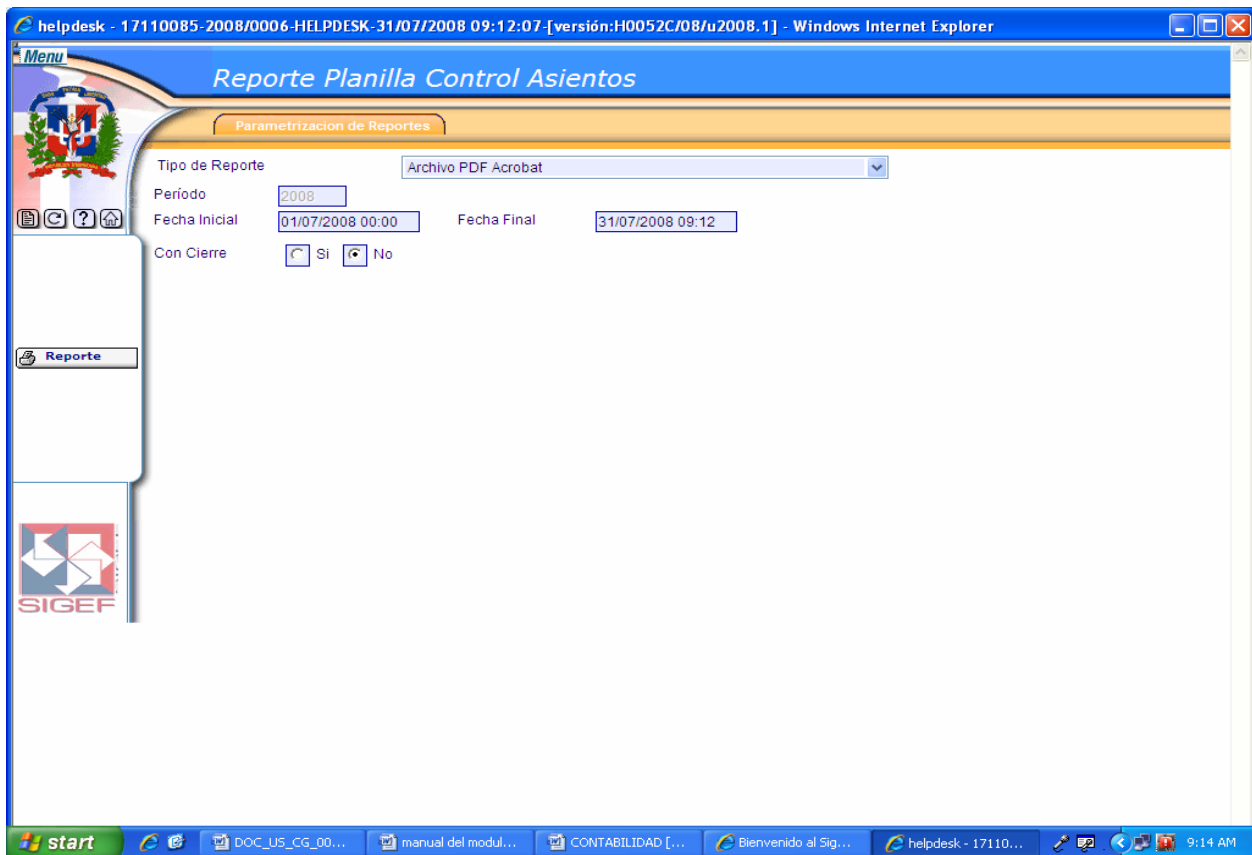 helpdesk - 17110085-2008/0006-HELPDESK-31/07/2008 09:12:07-[versión:H0052C/08/u2008.1] - Windows Internet Explorer
Menu
Reporte Planilla Control Asientos
Parametrizacion de Reportes
Tipo de Reporte Archivo PDF Acrobat
Período 2008
Fecha Inicial 01/07/2008 00:00 Fecha Final 31/07/2008 09:12
Con Cierre Si No
Reporte
SIGEF
start DOC_US_CG_00... manual del modul... CONTABILIDAD [... Bienvenido al Sig... helpdesk - 17110... 9:14 AM